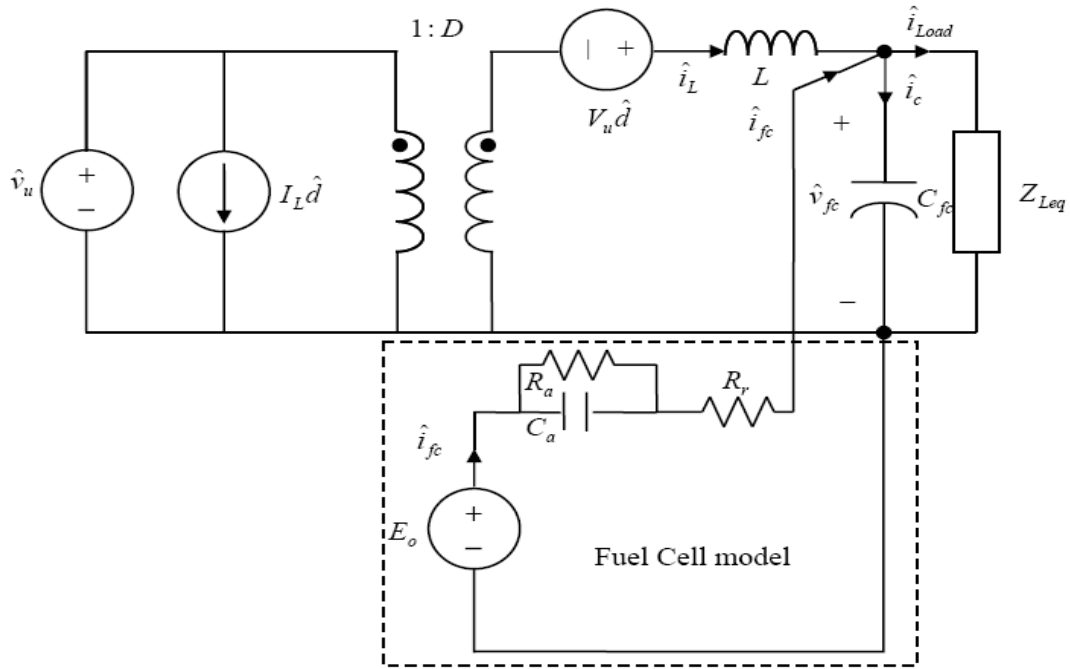 1 : D
î_Load
+
−
î_L
L
î_c
V_u d̂
î_fc
+
v̂_u
+
−
I_L d̂
v̂_fc
C_fc
Z_Leq
−
R_a
R_r
C_a
î_fc
E_o
+
−
Fuel Cell model